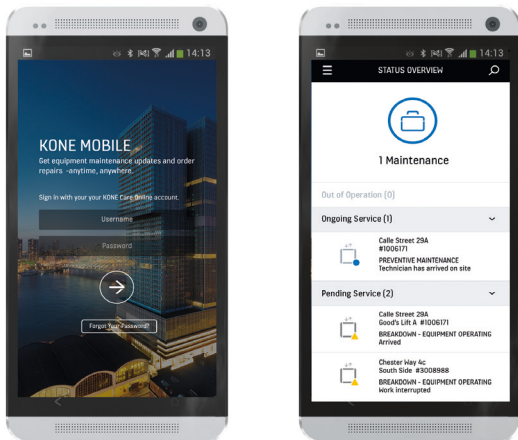 14:13
KONE MOBILE
Get equipment maintenance updates and order
repairs -anytime, anywhere.
Sign in with your your KONE Care Online account.
Username
Password
Forgot Your Password?
14:13
STATUS OVERVIEW
1 Maintenance
Out of Operation (0)
Ongoing Service (1)
Calle Street 29A
#1006171
PREVENTIVE MAINTENANCE
Technician has arrived on site
Pending Service (2)
Calle Street 29A
Good's Lift A #1006171
BREAKDOWN - EQUIPMENT OPERATING
Arrived
Chester Way 4c
South Side #3008988
BREAKDOWN - EQUIPMENT OPERATING
Work interrupted